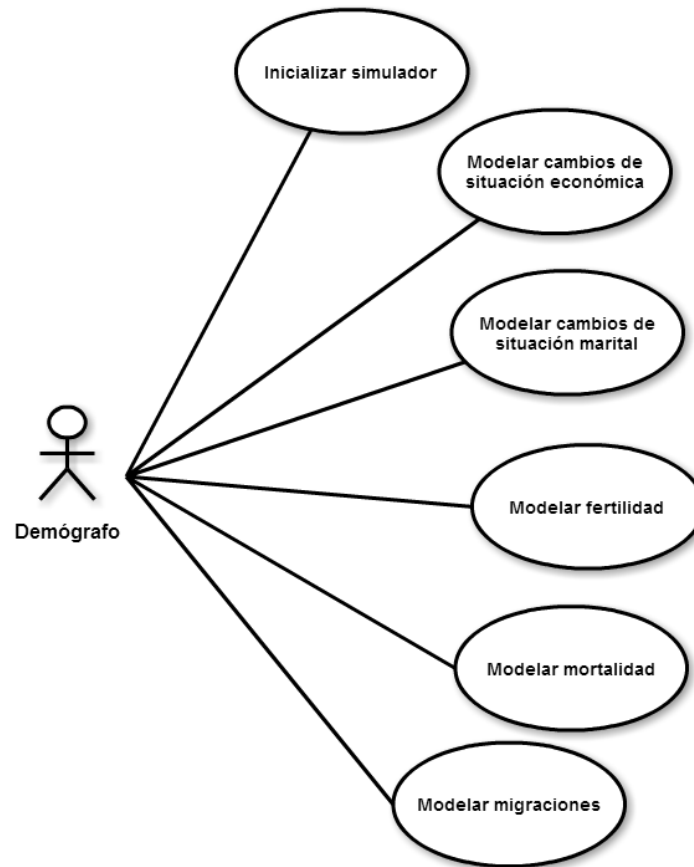 Inicializar simulador
Modelar cambios de
situación económica
Modelar cambios de
situación marital
Demógrafo
Modelar fertilidad
Modelar mortalidad
Modelar migraciones